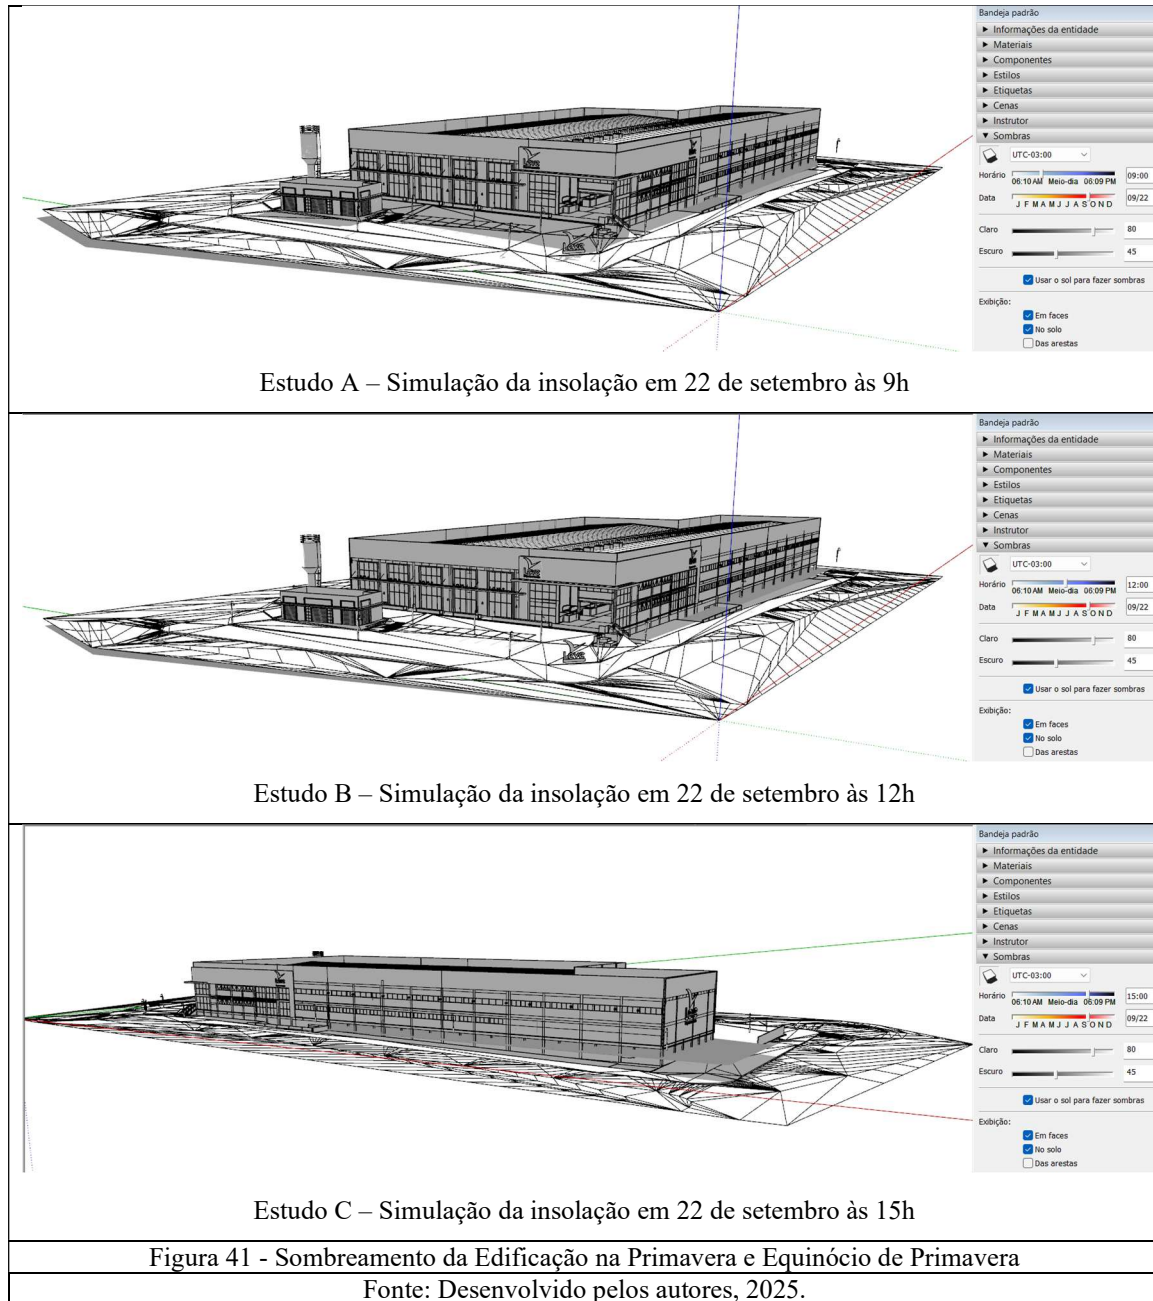 Bandeja padrão
▶ Informações da entidade
▶ Materiais
▶ Componentes
▶ Estilos
▶ Etiquetas
▶ Cenas
▶ Instrutor
▼ Sombras
UTC-03:00
Horário 06:10 AM Meio-dia 06:09 PM 09:00
Data J F M A M J J A S O N D 09/22
Claro 80
Escuro 45
Usar o sol para fazer sombras
Exibição:
Em faces
No solo
Das arestas
Estudo A – Simulação da insolação em 22 de setembro às 9h
Bandeja padrão
▶ Informações da entidade
▶ Materiais
▶ Componentes
▶ Estilos
▶ Etiquetas
▶ Cenas
▶ Instrutor
▼ Sombras
UTC-03:00
Horário 06:10 AM Meio-dia 06:09 PM 12:00
Data J F M A M J J A S O N D 09/22
Claro 80
Escuro 45
Usar o sol para fazer sombras
Exibição:
Em faces
No solo
Das arestas
Estudo B – Simulação da insolação em 22 de setembro às 12h
Bandeja padrão
▶ Informações da entidade
▶ Materiais
▶ Componentes
▶ Estilos
▶ Etiquetas
▶ Cenas
▶ Instrutor
▼ Sombras
UTC-03:00
Horário 06:10 AM Meio-dia 06:09 PM 15:00
Data J F M A M J J A S O N D 09/22
Claro 80
Escuro 45
Usar o sol para fazer sombras
Exibição:
Em faces
No solo
Das arestas
Estudo C – Simulação da insolação em 22 de setembro às 15h
Figura 41 - Sombreamento da Edificação na Primavera e Equinócio de Primavera
Fonte: Desenvolvido pelos autores, 2025.